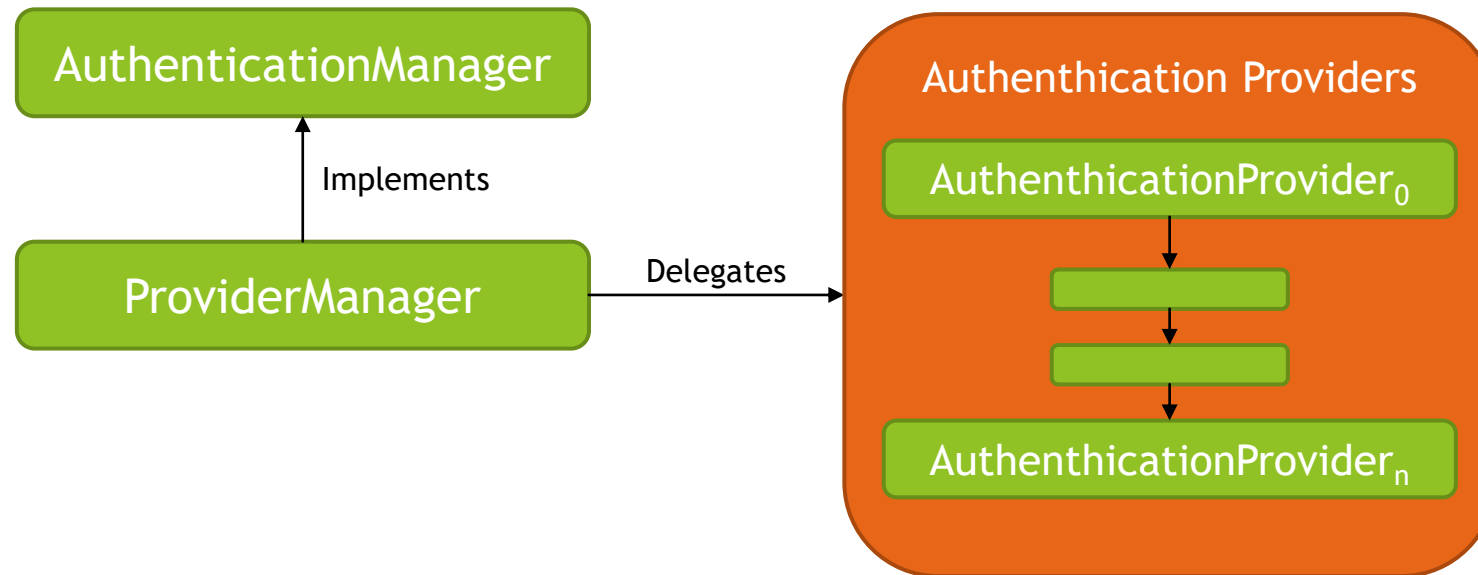 AuthenticationManager
Implements
ProviderManager
Delegates
Authenthication Providers
AuthenthicationProvider₀
AuthenthicationProviderₙ